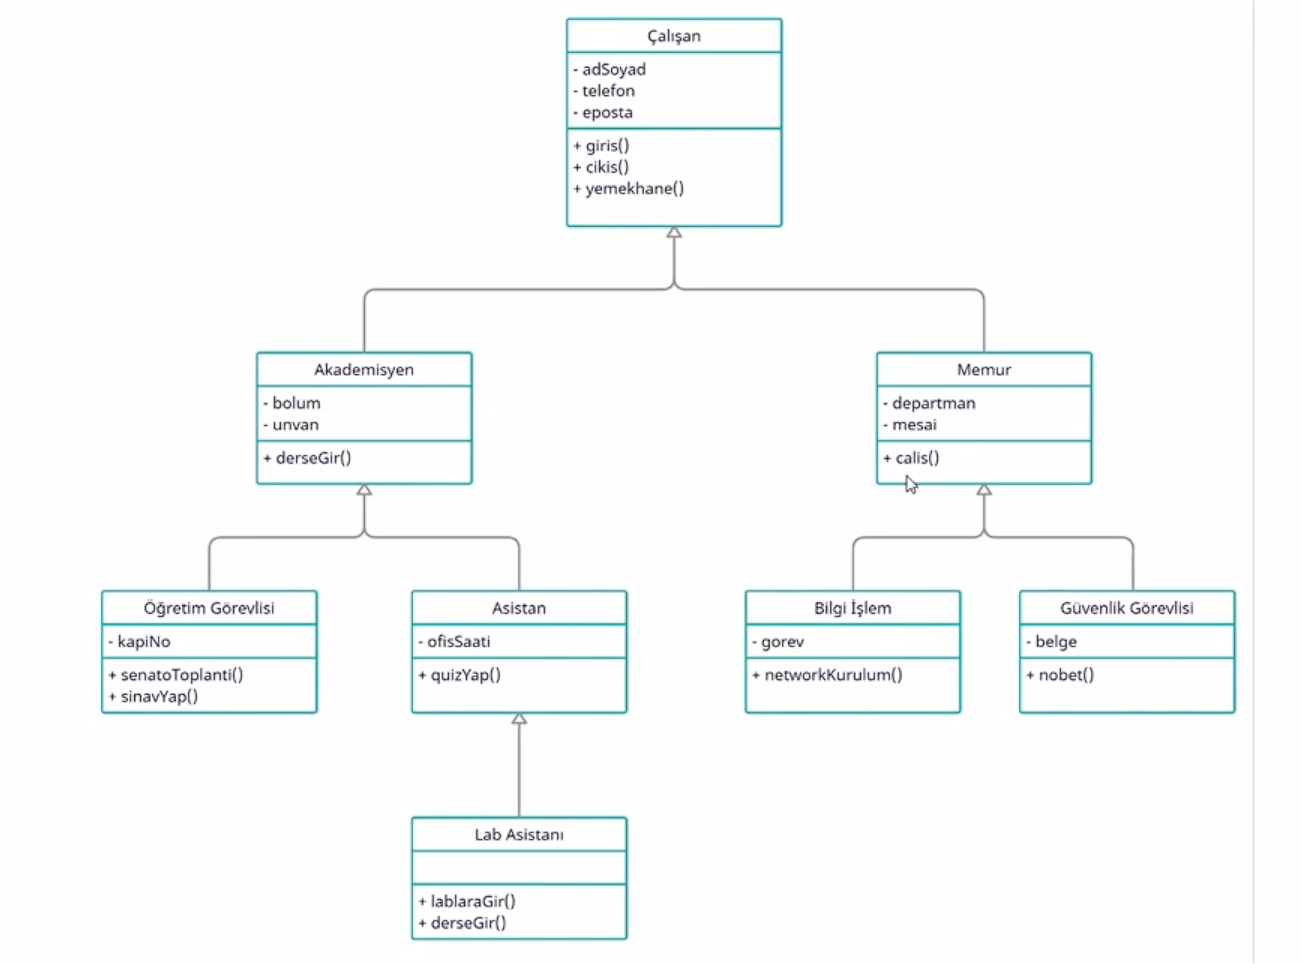 Çalışan
- adSoyad
- telefon
- eposta
+ giris()
+ cikis()
+ yemekhane()
Akademisyen
- bolum
- unvan
+ derseGir()
Memur
- departman
- mesai
+ calis()
Öğretim Görevlisi
- kapiNo
+ senatoToplanti()
+ sinavYap()
Asistan
- ofisSaati
+ quizYap()
Bilgi İşlem
- gorev
+ networkKurulum()
Güvenlik Görevlisi
- belge
+ nobet()
Lab Asistanı
+ lablaraGir()
+ derseGir()